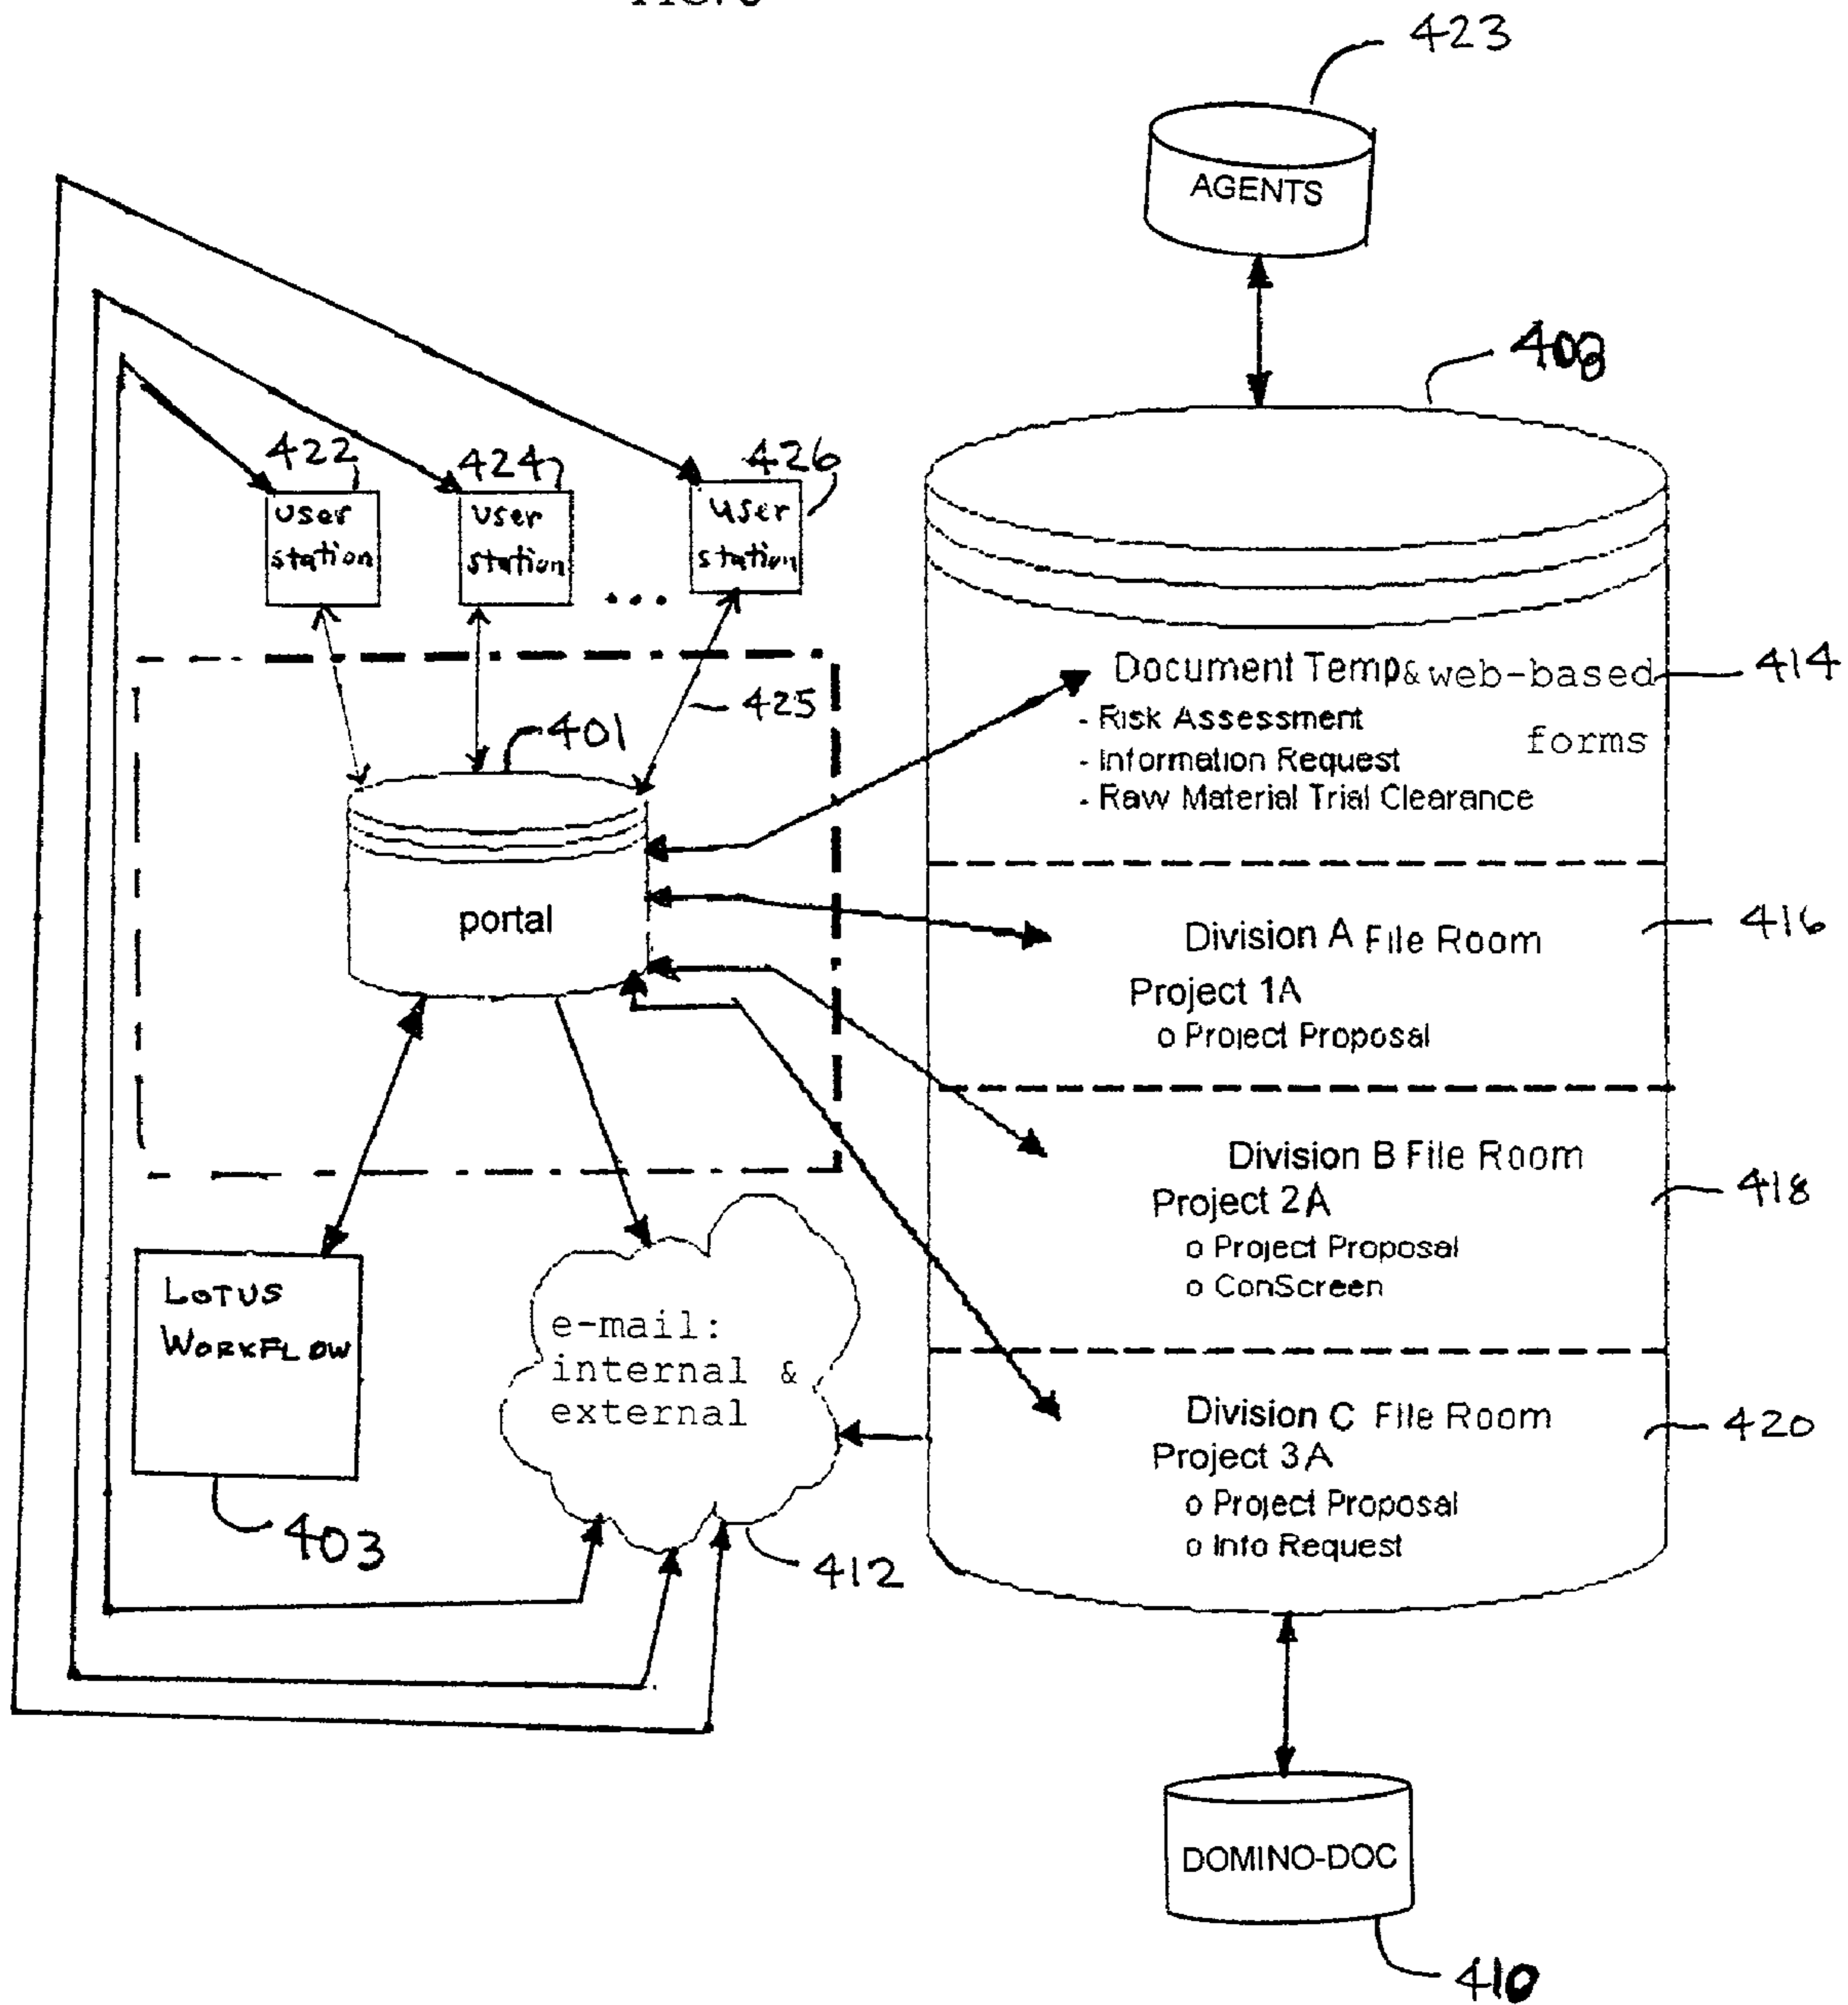 423
AGENTS
408
422
424
426
user
station
user
station
user
station
...
425
401
portal
Document Temp & web-based
forms
414
- Risk Assessment
- Information Request
- Raw Material Trial Clearance
Division A File Room
416
Project 1A
o Project Proposal
Division B File Room
418
Project 2A
o Project Proposal
o ConScreen
Division C File Room
420
Project 3A
o Project Proposal
o Info Request
LOTUS
WORKFLOW
403
e-mail:
internal &
external
412
DOMINO-DOC
410